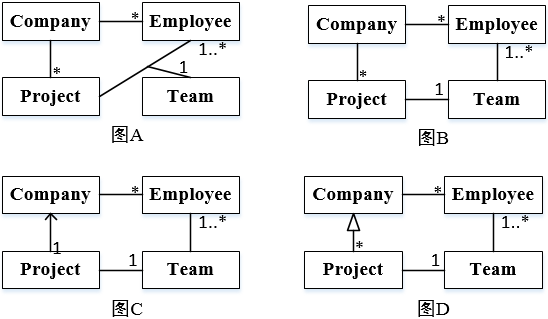 Company * Employee
* 1..*
1
Project Team
图A
Company * Employee
* 1..*
Project 1 Team
图B
Company * Employee
1..*
1
Project 1 Team
图C
Company * Employee
* 1..*
Project 1 Team
图D